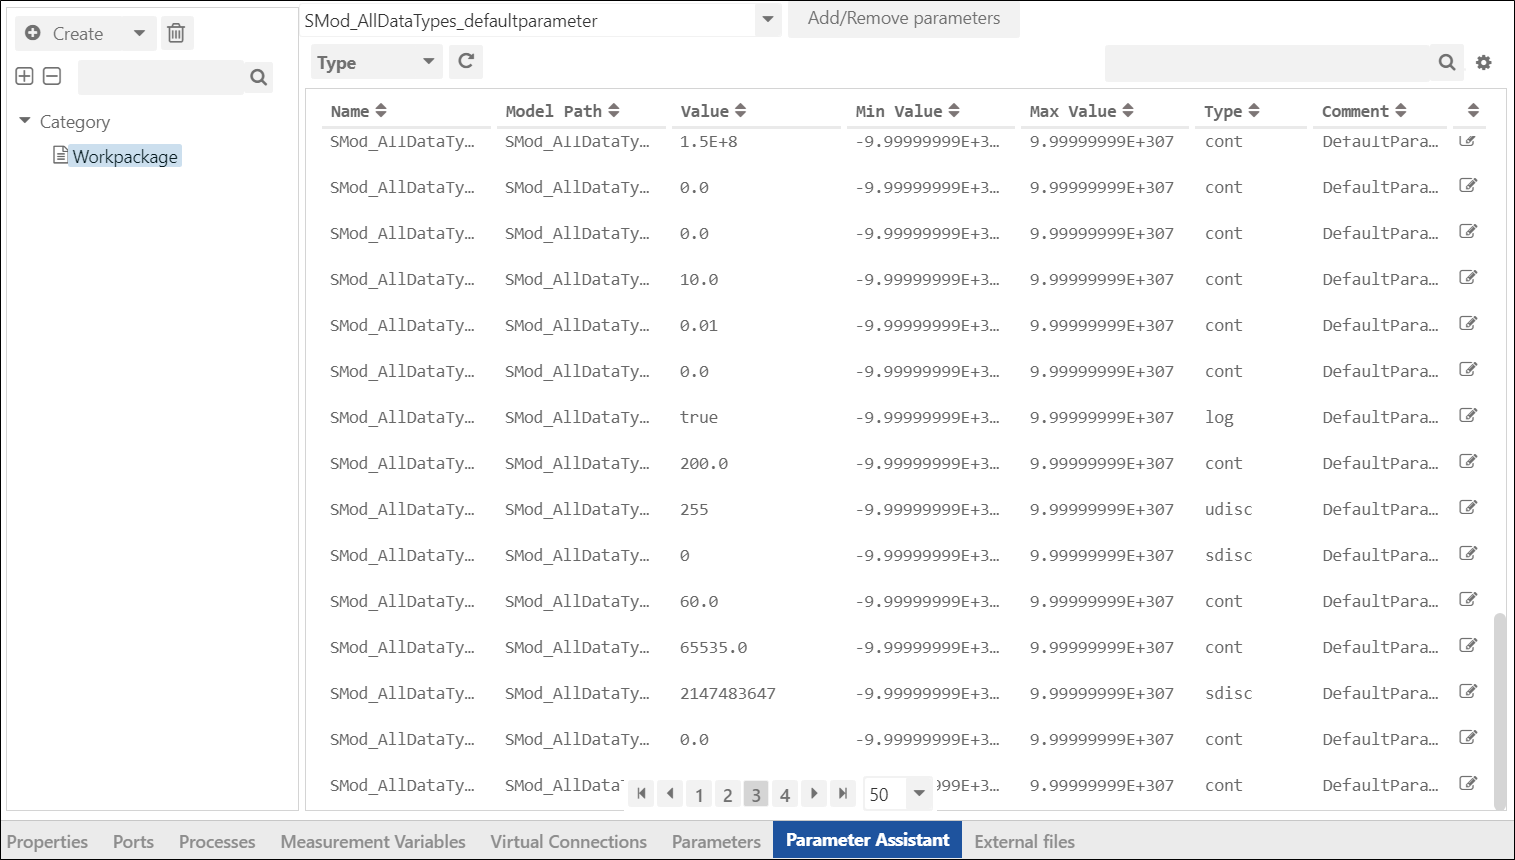 Create
SMod_AllDataTypes_defaultparameter
Add/Remove parameters
Type
Category
Workpackage
Name Model Path Value Min Value Max Value Type Comment
SMod_AllDataTy… SMod_AllDataTy… 1.5E+8 -9.99999999E+3… 9.99999999E+307 cont DefaultPara…
SMod_AllDataTy… SMod_AllDataTy… 0.0 -9.99999999E+3… 9.99999999E+307 cont DefaultPara…
SMod_AllDataTy… SMod_AllDataTy… 0.0 -9.99999999E+3… 9.99999999E+307 cont DefaultPara…
SMod_AllDataTy… SMod_AllDataTy… 10.0 -9.99999999E+3… 9.99999999E+307 cont DefaultPara…
SMod_AllDataTy… SMod_AllDataTy… 0.01 -9.99999999E+3… 9.99999999E+307 cont DefaultPara…
SMod_AllDataTy… SMod_AllDataTy… 0.0 -9.99999999E+3… 9.99999999E+307 cont DefaultPara…
SMod_AllDataTy… SMod_AllDataTy… true -9.99999999E+3… 9.99999999E+307 log DefaultPara…
SMod_AllDataTy… SMod_AllDataTy… 200.0 -9.99999999E+3… 9.99999999E+307 cont DefaultPara…
SMod_AllDataTy… SMod_AllDataTy… 255 -9.99999999E+3… 9.99999999E+307 udisc DefaultPara…
SMod_AllDataTy… SMod_AllDataTy… 0 -9.99999999E+3… 9.99999999E+307 sdisc DefaultPara…
SMod_AllDataTy… SMod_AllDataTy… 60.0 -9.99999999E+3… 9.99999999E+307 cont DefaultPara…
SMod_AllDataTy… SMod_AllDataTy… 65535.0 -9.99999999E+3… 9.99999999E+307 cont DefaultPara…
SMod_AllDataTy… SMod_AllDataTy… 2147483647 -9.99999999E+3… 9.99999999E+307 sdisc DefaultPara…
SMod_AllDataTy… SMod_AllDataTy… 0.0 -9.99999999E+3… 9.99999999E+307 cont DefaultPara…
SMod_AllDataTy… SMod_AllData 999E+3… 9.99999999E+307 cont DefaultPara…
1 2 3 4 50
Properties Ports Processes Measurement Variables Virtual Connections Parameters Parameter Assistant External files